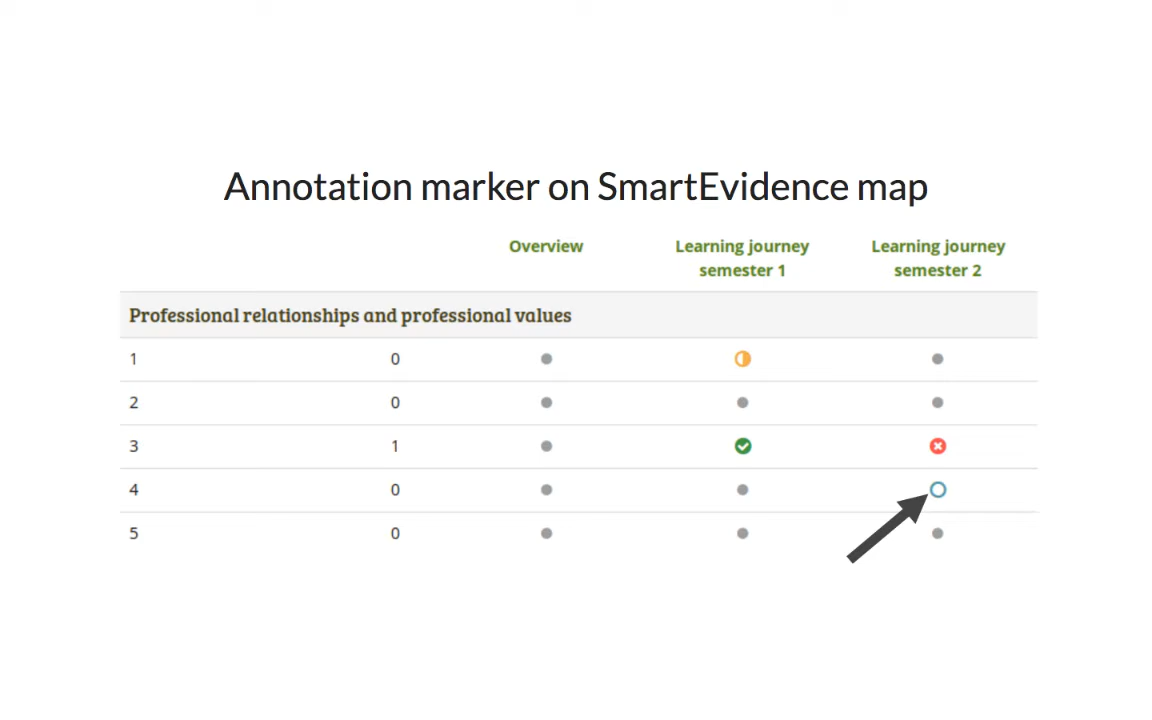 Annotation marker on SmartEvidence map
Overview Learning journey semester 1 Learning journey semester 2
Professional relationships and professional values
1 0
2 0
3 1
4 0
5 0